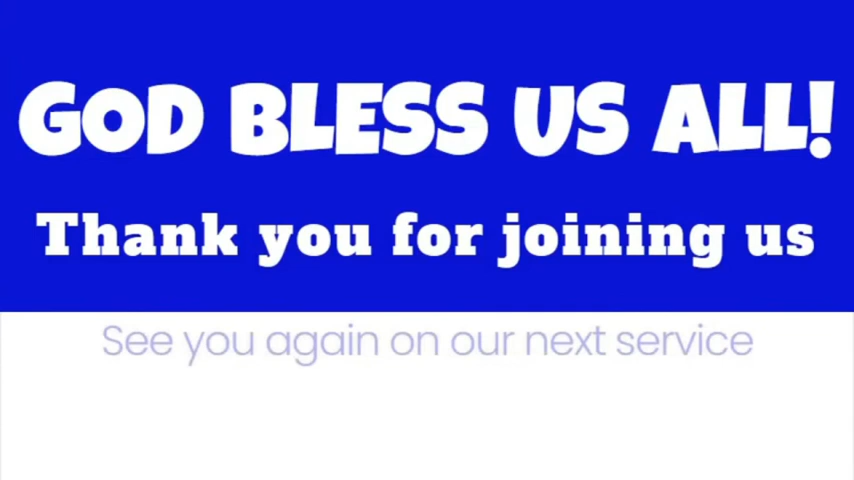 GOD BLESS US ALL!
Thank you for joining us
See you again on our next service